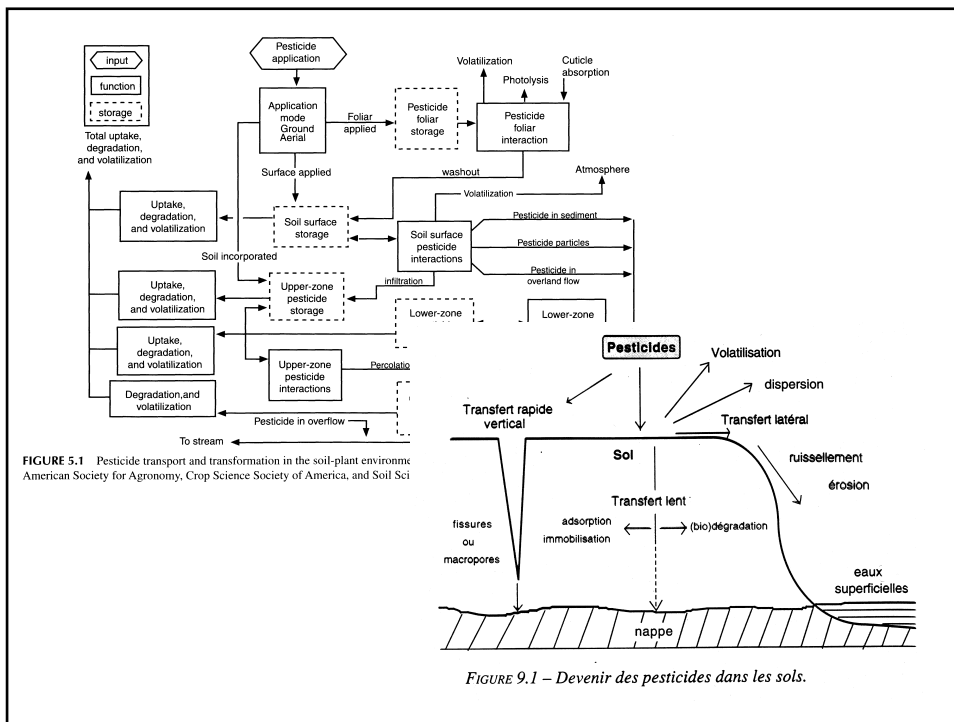 input
function
storage
Total uptake,
degradation,
and volatilization
Pesticide
application
Application
mode
Ground
Aerial
Foliar
applied
Pesticide
foliar
storage
Volatilization
Photolysis
Cuticle
absorption
Pesticide
foliar
interaction
Surface applied
washout
Atmosphere
Volatilization
Uptake,
degradation,
and volatilization
Soil surface
storage
Soil surface
pesticide
interactions
Pesticide in sediment
Pesticide particles
Pesticide in
overland flow
Soil incorporated
infiltration
Uptake,
degradation,
and volatilization
Upper-zone
pesticide
storage
Lower-zone
Lower-zone
Uptake,
degradation,
and volatilization
Upper-zone
pesticide
interactions
Percolatio
Degradation,and
volatilization
Pesticide in overflow
To stream
FIGURE 5.1 Pesticide transport and transformation in the soil-plant environme
American Society for Agronomy, Crop Science Society of America, and Soil Sci
Pesticides
Volatilisation
dispersion
Transfert rapide
vertical
Transfert latéral
Sol
ruissellement
érosion
Transfert lent
fissures
ou
macropores
adsorption
immobilisation
(bio)dégradation
eaux
superficielles
nappe
FIGURE 9.1 – Devenir des pesticides dans les sols.